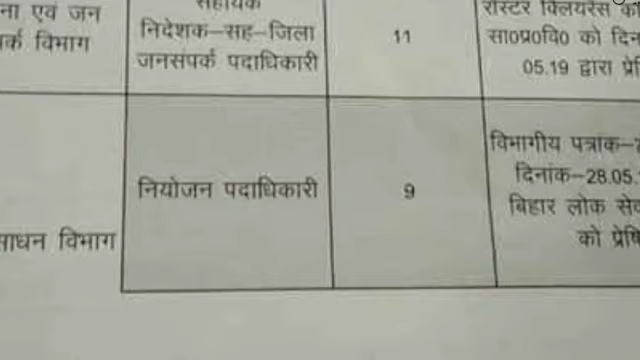 ना एवं जन
र्क विभाग
सहायक
निदेशक–सह–जिला
जनसंपर्क पदाधिकारी
11
रोस्टर क्लियरेंस
सा0प्र0वि0 को
05.19 द्वारा
साधन विभाग
नियोजन पदाधिकारी
9
विभागीय पत्रांक–
दिनांक–28.05.
बिहार लोक
को